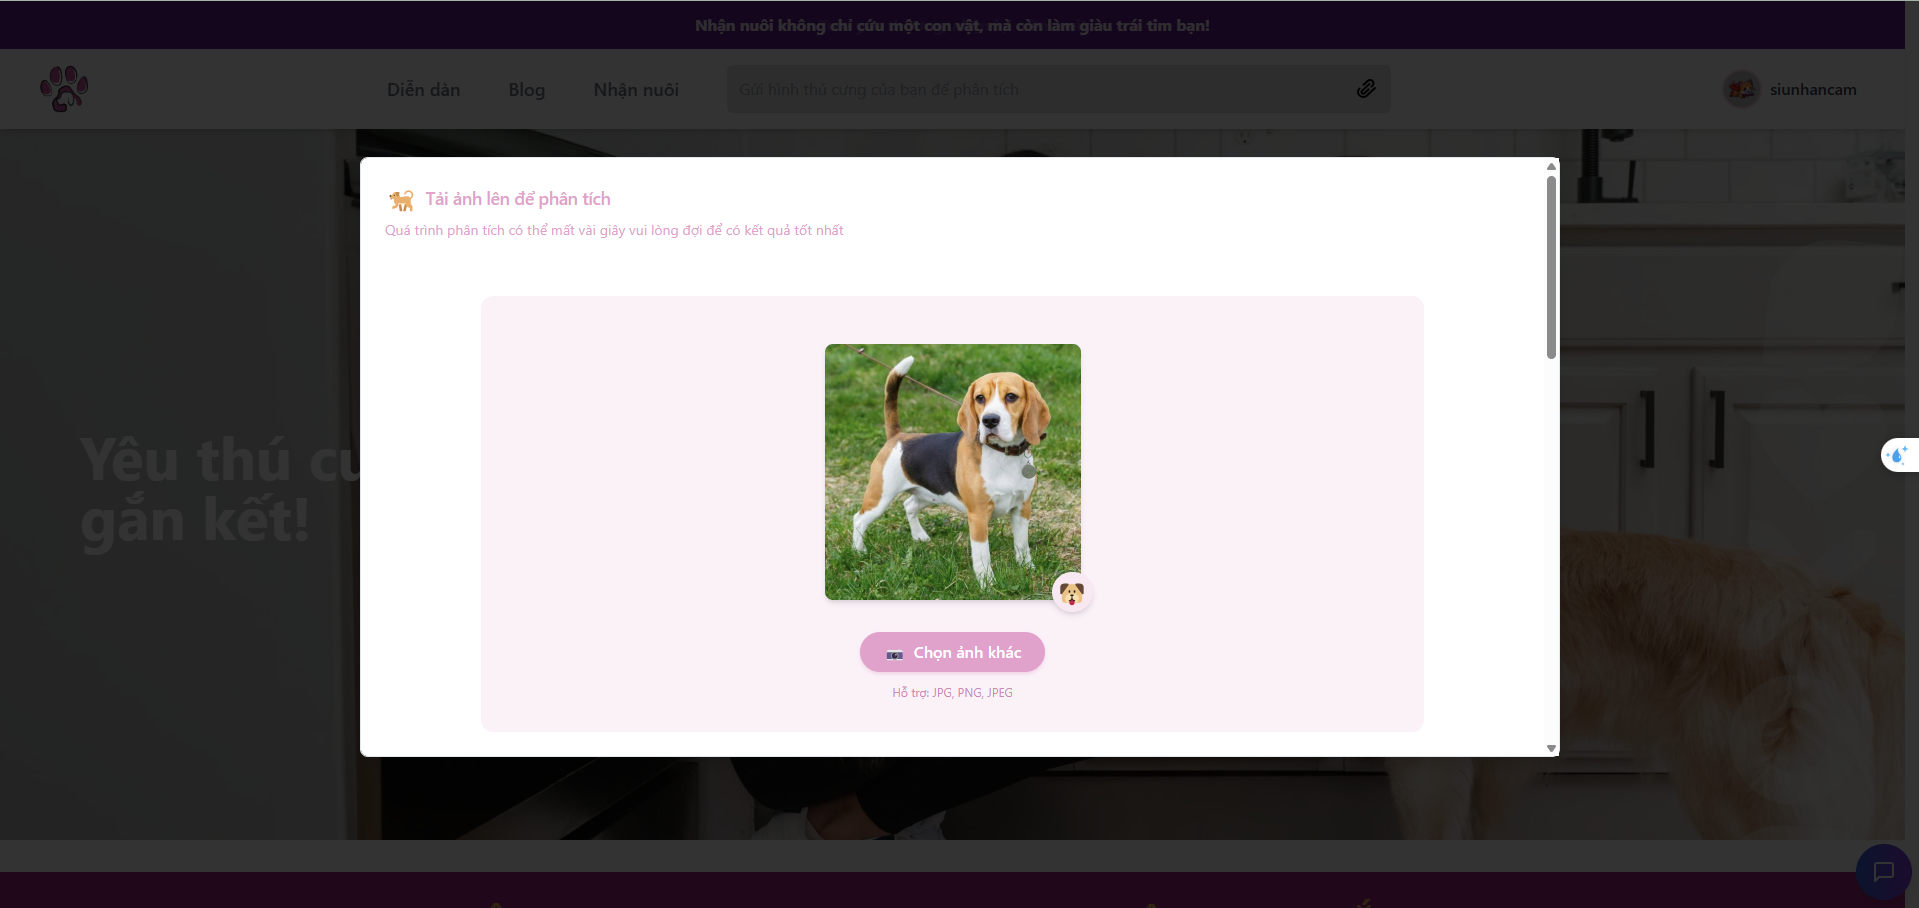 Nhận nuôi không chỉ cứu một con vật, mà còn làm giàu trái tim bạn!
Diễn dàn
Blog
Nhận nuôi
Gửi hình thú cưng của bạn để phân tích
siunhancam
Tải ảnh lên để phân tích
Quá trình phân tích có thể mất vài giây vui lòng đợi để có kết quả tốt nhất
Yêu thú cư
gắn kết!
Chọn ảnh khác
Hỗ trợ: JPG, PNG, JPEG